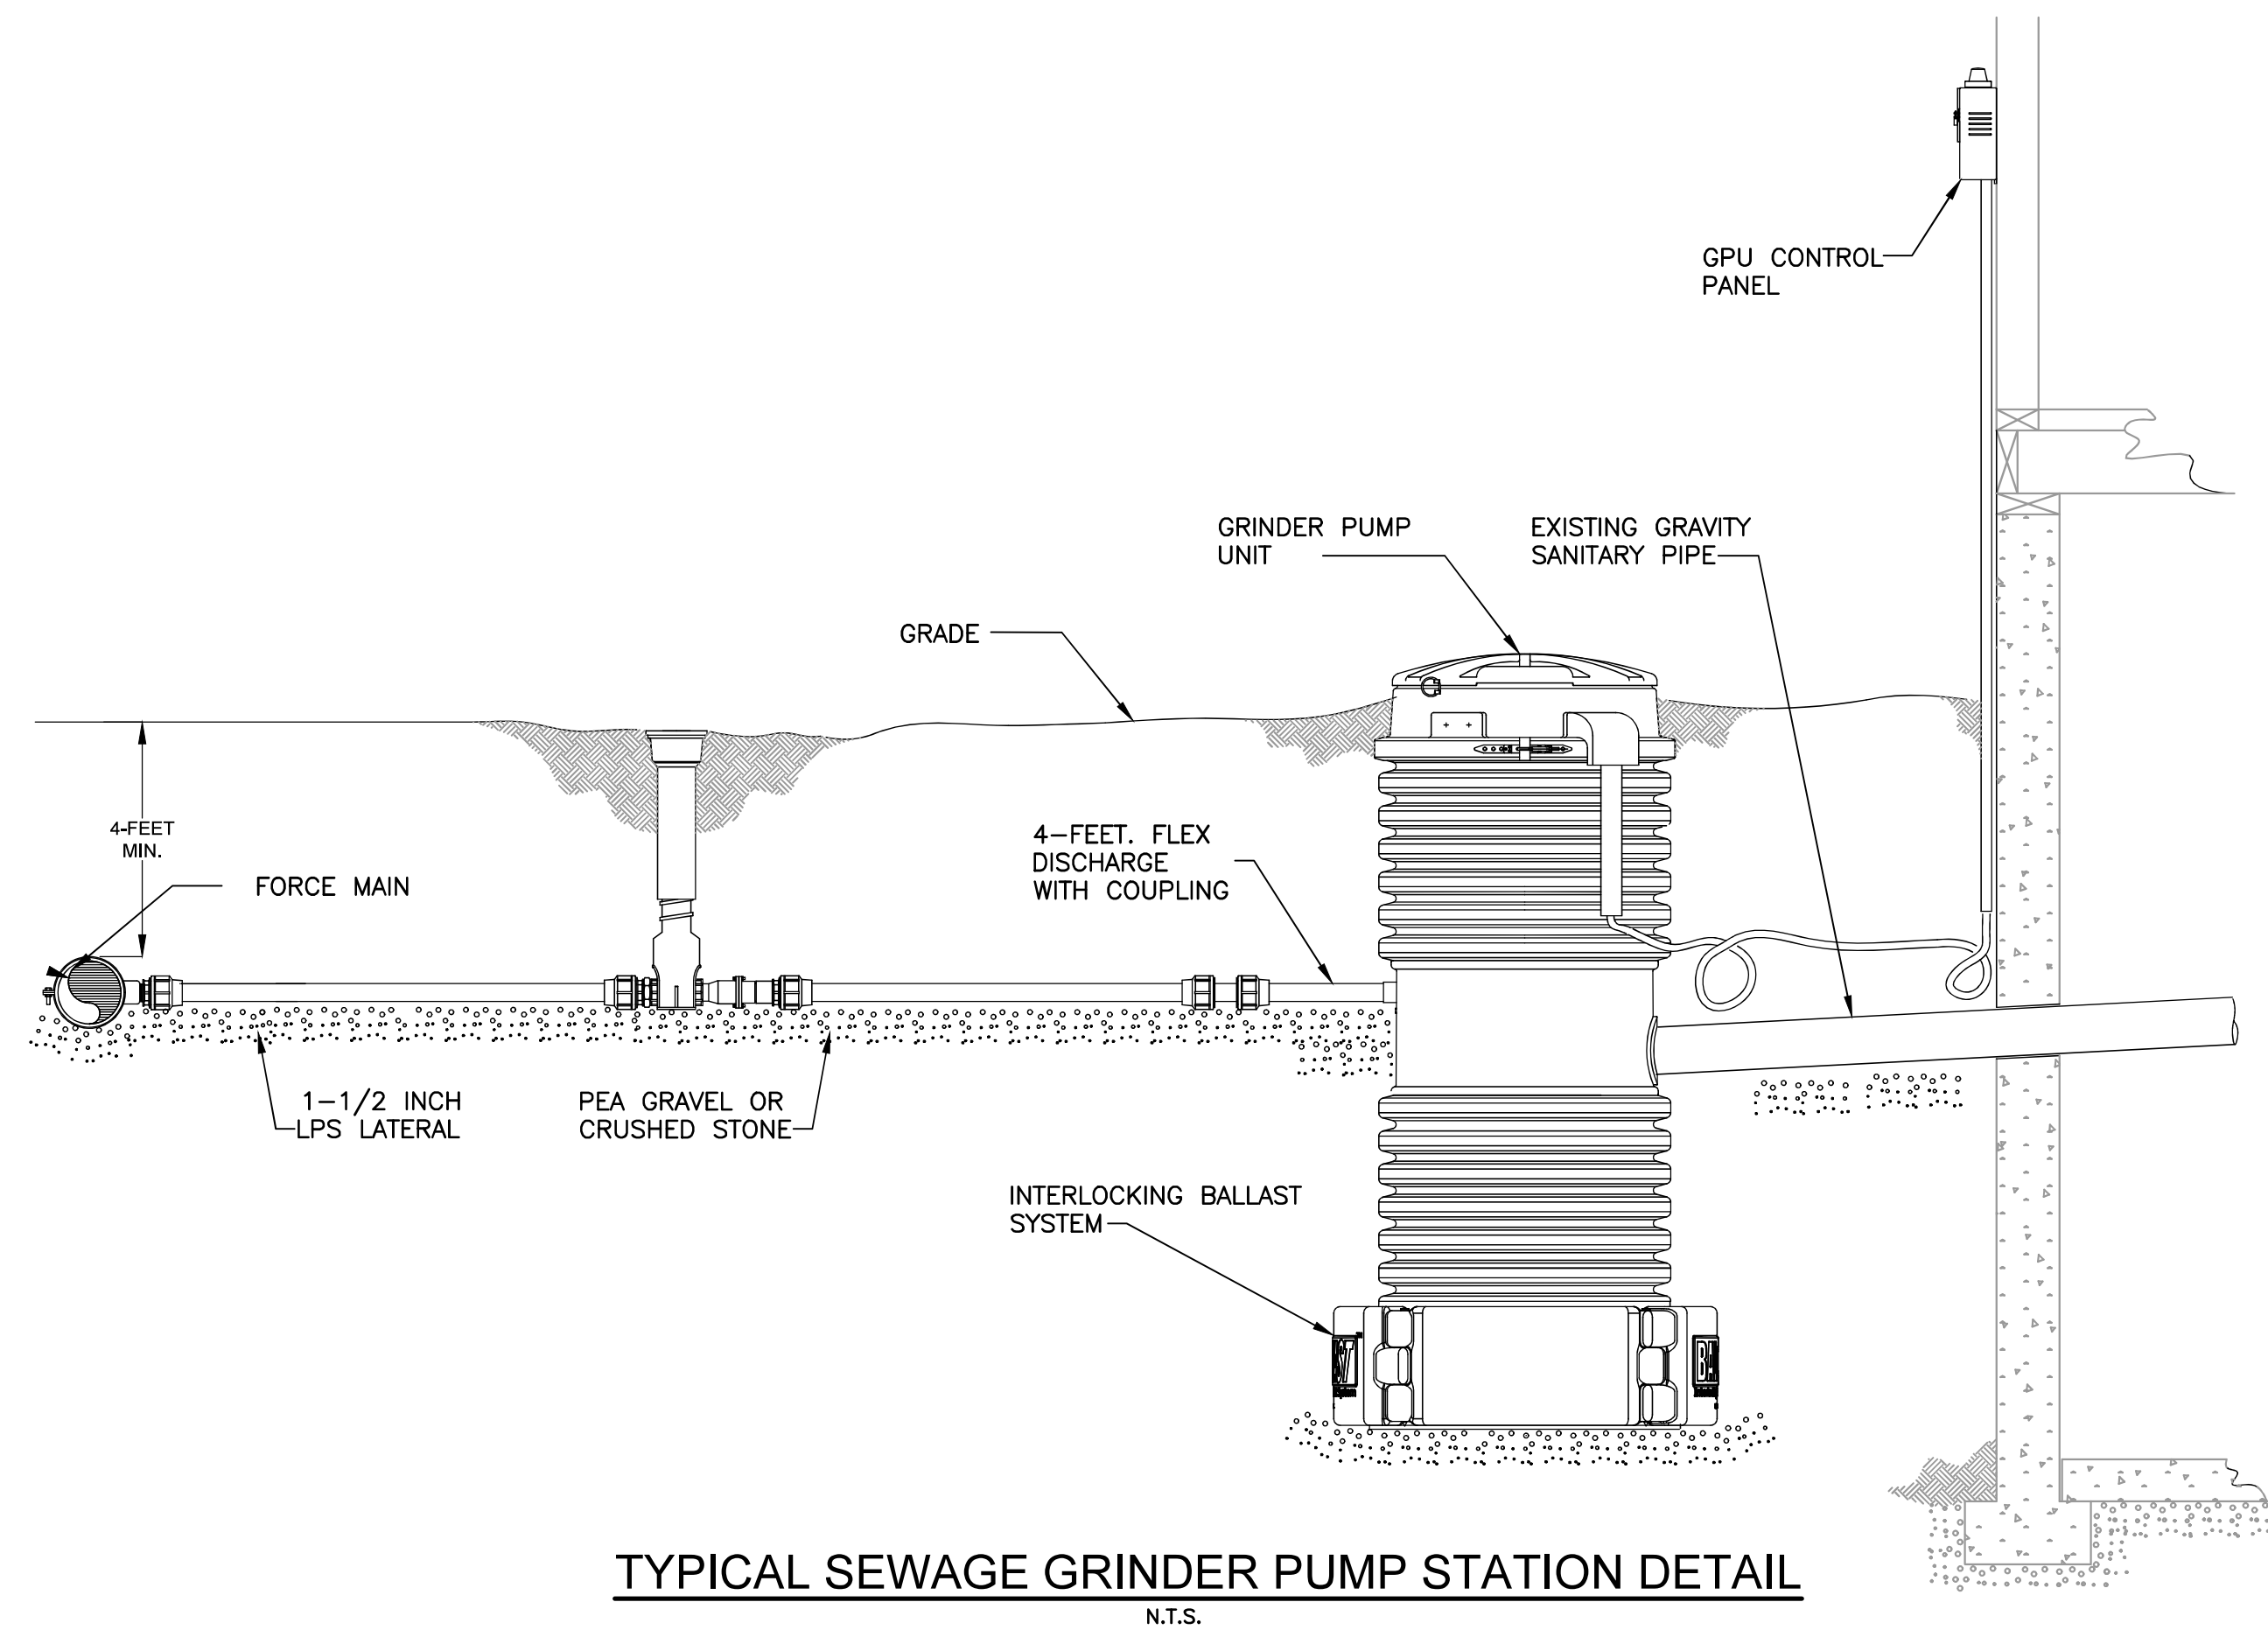 GPU CONTROL
PANEL
GRINDER PUMP
UNIT
EXISTING GRAVITY
SANITARY PIPE
GRADE
4-FEET
MIN.
FORCE MAIN
4-FEET. FLEX
DISCHARGE
WITH COUPLING
1-1/2 INCH
LPS LATERAL
PEA GRAVEL OR
CRUSHED STONE
INTERLOCKING BALLAST
SYSTEM
ST
BA
TYPICAL SEWAGE GRINDER PUMP STATION DETAIL
N.T.S.